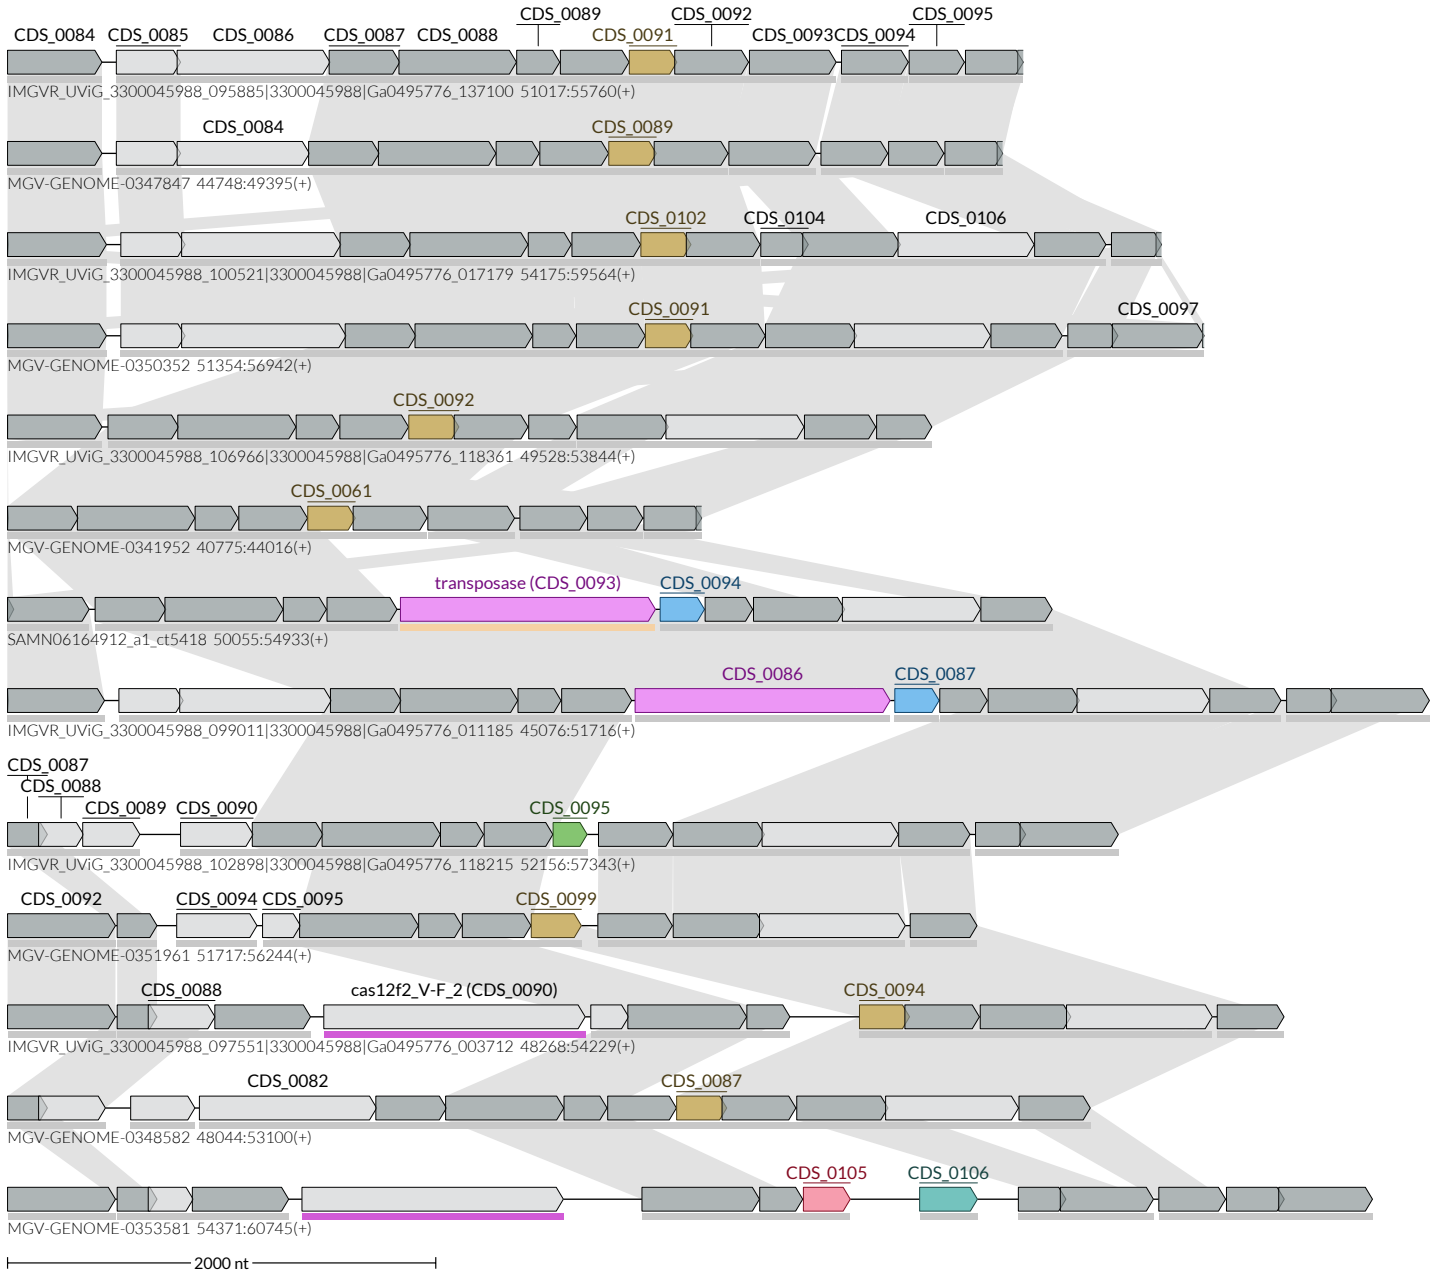 CDS_0089 CDS_0092 CDS_0095
CDS_0084 CDS_0085 CDS_0086 CDS_0087 CDS_0088 CDS_0091 CDS_0093 CDS_0094
IMGVR_UViG_3300045988_095885|3300045988|Ga0495776_137100 51017:55760(+)
CDS_0084 CDS_0089
MGV-GENOME-0347847 44748:49395(+)
CDS_0102 CDS_0104 CDS_0106
IMGVR_UViG_3300045988_100521|3300045988|Ga0495776_017179 54175:59564(+)
CDS_0091 CDS_0097
MGV-GENOME-0350352 51354:56942(+)
CDS_0092
IMGVR_UViG_3300045988_106966|3300045988|Ga0495776_118361 49528:53844(+)
CDS_0061
MGV-GENOME-0341952 40775:44016(+)
transposase (CDS_0093) CDS_0094
SAMN06164912_a1_ct5418 50055:54933(+)
CDS_0086 CDS_0087
IMGVR_UViG_3300045988_099011|3300045988|Ga0495776_011185 45076:51716(+)
CDS_0087
CDS_0088
CDS_0089 CDS_0090 CDS_0095
IMGVR_UViG_3300045988_102898|3300045988|Ga0495776_118215 52156:57343(+)
CDS_0092 CDS_0094 CDS_0095 CDS_0099
MGV-GENOME-0351961 51717:56244(+)
CDS_0088 cas12f2_V-F_2 (CDS_0090) CDS_0094
IMGVR_UViG_3300045988_097551|3300045988|Ga0495776_003712 48268:54229(+)
CDS_0082 CDS_0087
MGV-GENOME-0348582 48044:53100(+)
CDS_0105 CDS_0106
MGV-GENOME-0353581 54371:60745(+)
2000 nt